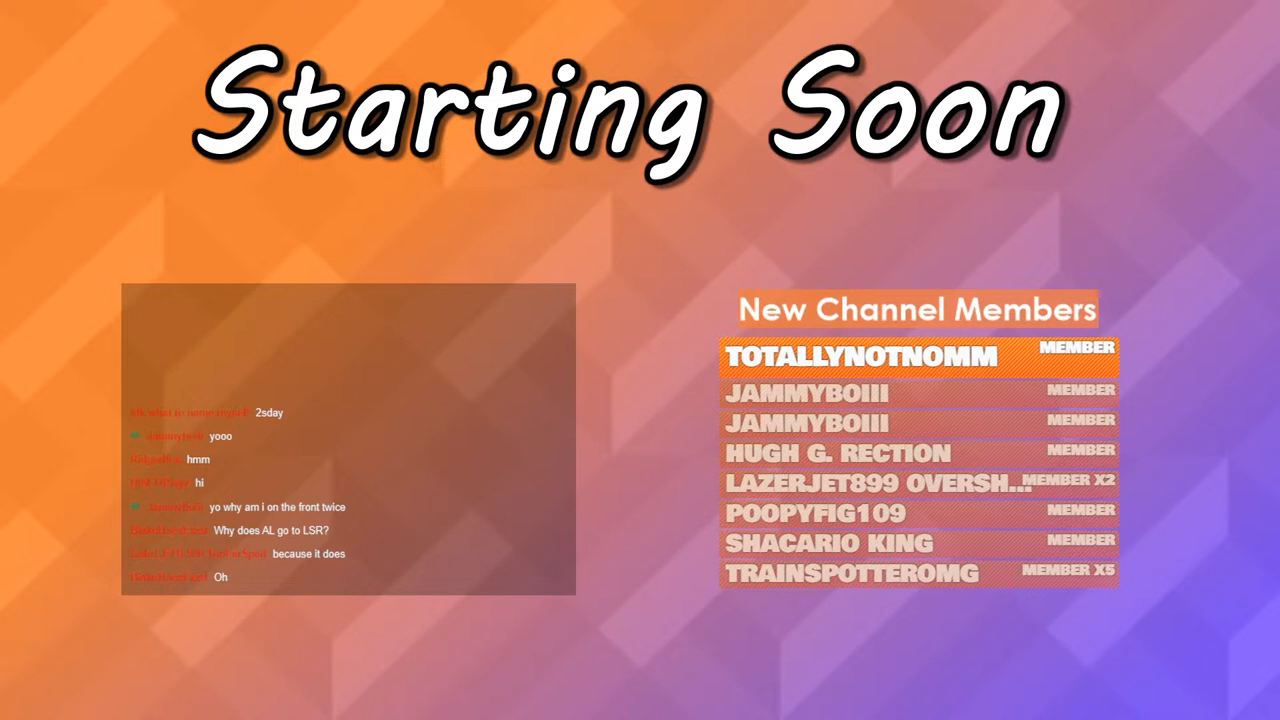 Starting Soon
2sday
yooo
hmm
hi
yo why am i on the front twice
Why does AL go to LSR?
because it does
Oh
New Channel Members
TOTALLYNOTNOMM MEMBER
JAMMYBOIII MEMBER
JAMMYBOIII MEMBER
HUGH G. RECTION MEMBER
LAZERJET899 OVERSH... MEMBER X2
POOPYFIG109 MEMBER
SHACARIO KING MEMBER
TRAINSPOTTEROMG MEMBER X5